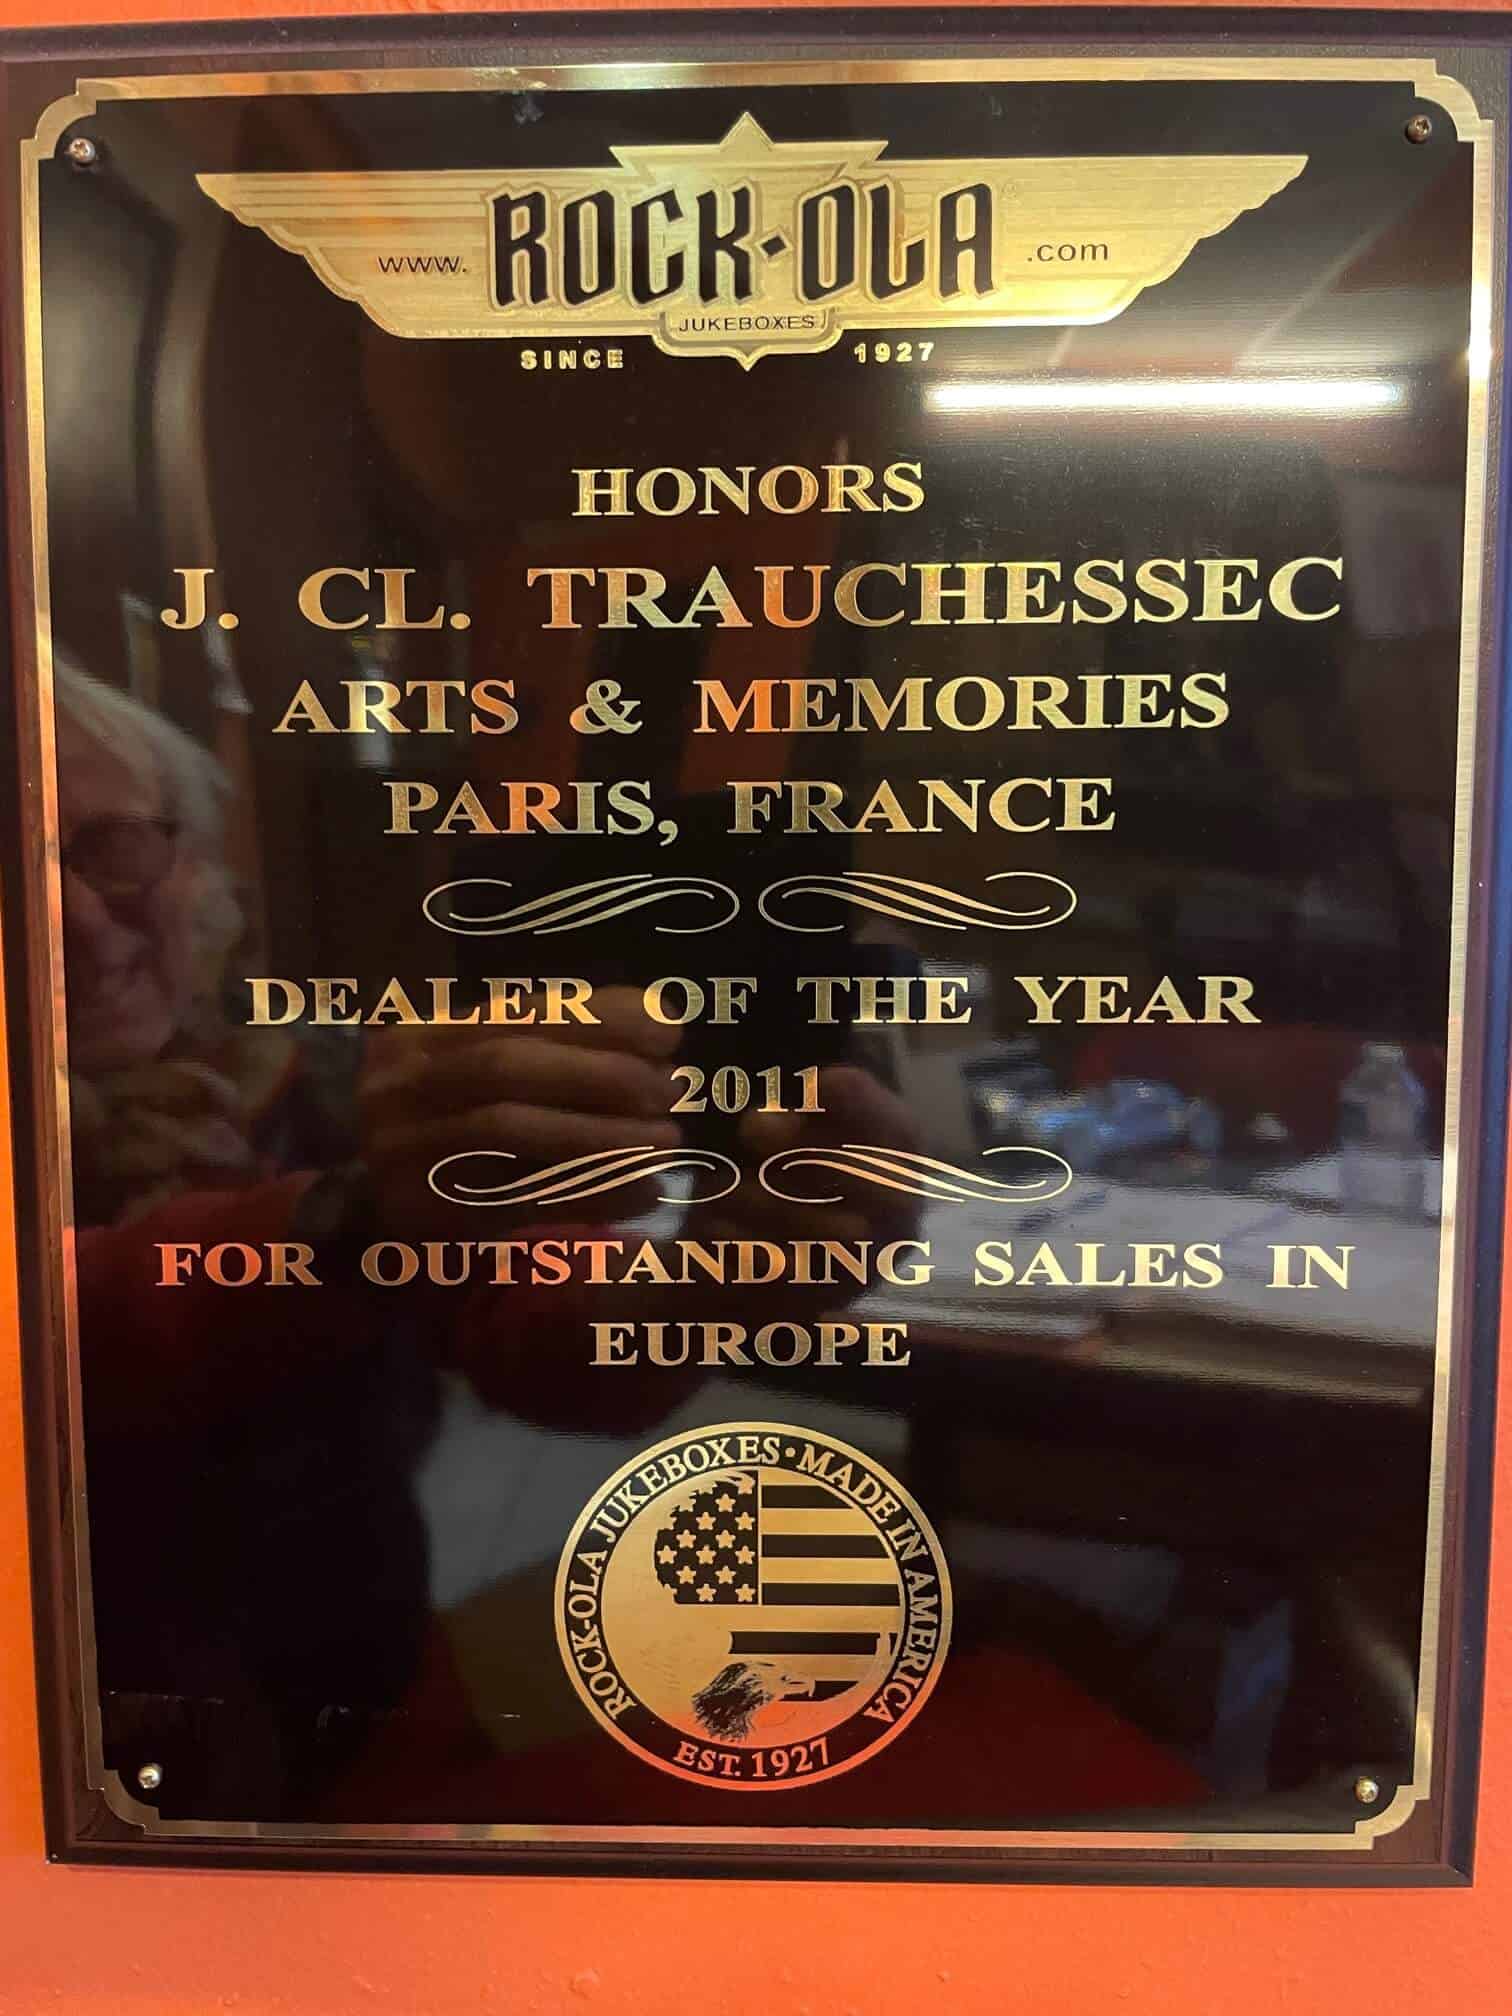 www. ROCK-OLA .com
JUKEBOXES
SINCE 1927
HONORS
J. CL. TRAUCHESSEC
ARTS & MEMORIES
PARIS, FRANCE
DEALER OF THE YEAR
2011
FOR OUTSTANDING SALES IN
EUROPE
ROCK-OLA JUKEBOXES • MADE IN AMERICA
EST. 1927